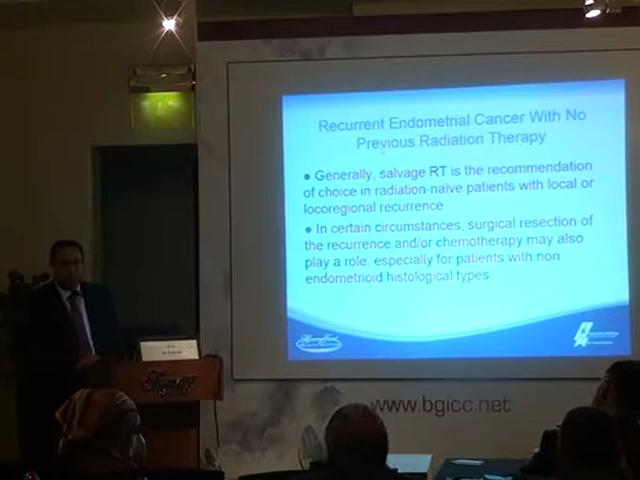 Recurrent Endometrial Cancer With No
Previous Radiation Therapy
● Generally, salvage RT is the recommendation
of choice in radiation-naïve patients with local or
locoregional recurrence
● In certain circumstances, surgical resection of
the recurrence and/or chemotherapy may also
play a role, especially for patients with non
endometrioid histological types
www.bgicc.net